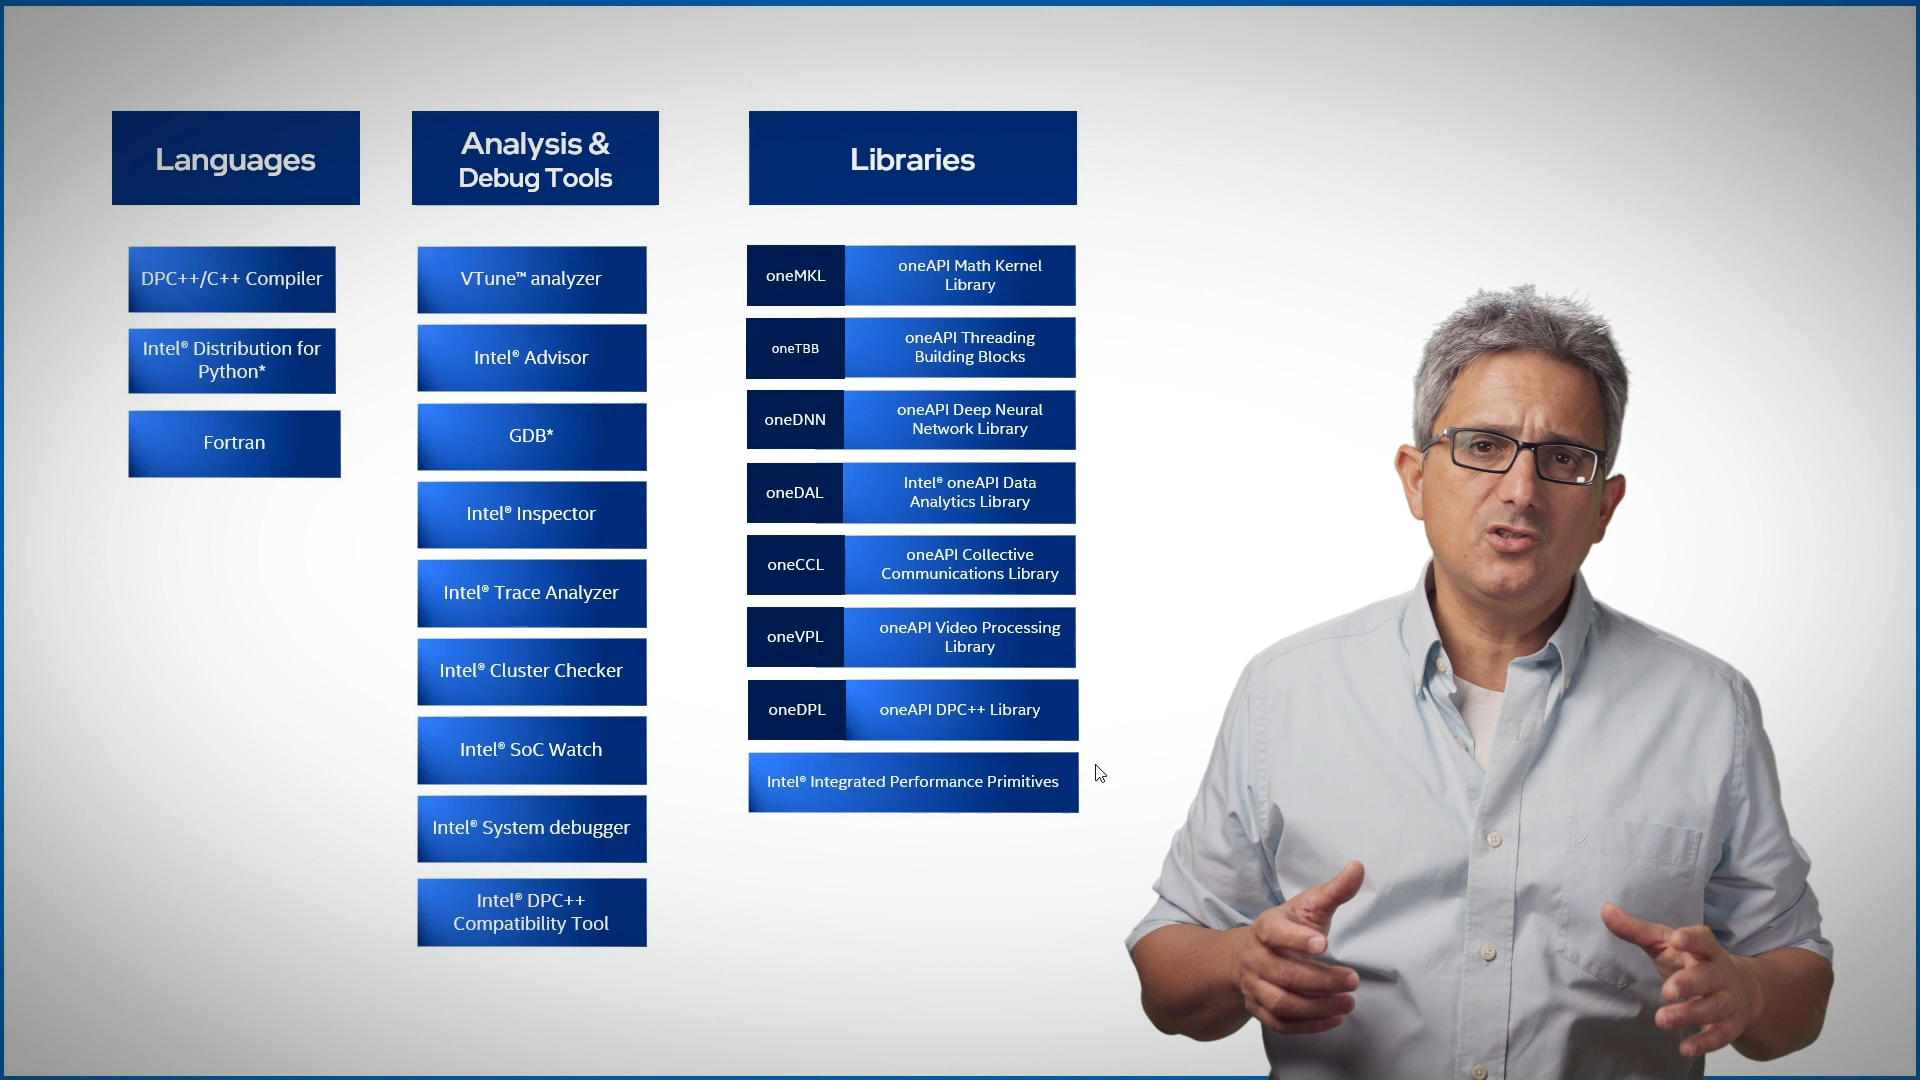 Languages
DPC++/C++ Compiler
Intel® Distribution for
Python*
Fortran
Analysis &
Debug Tools
VTune™ analyzer
Intel® Advisor
GDB*
Intel® Inspector
Intel® Trace Analyzer
Intel® Cluster Checker
Intel® SoC Watch
Intel® System debugger
Intel® DPC++
Compatibility Tool
Libraries
oneMKL
oneAPI Math Kernel
Library
oneTBB
oneAPI Threading
Building Blocks
oneDNN
oneAPI Deep Neural
Network Library
oneDAL
Intel® oneAPI Data
Analytics Library
oneCCL
oneAPI Collective
Communications Library
oneVPL
oneAPI Video Processing
Library
oneDPL
oneAPI DPC++ Library
Intel® Integrated Performance Primitives